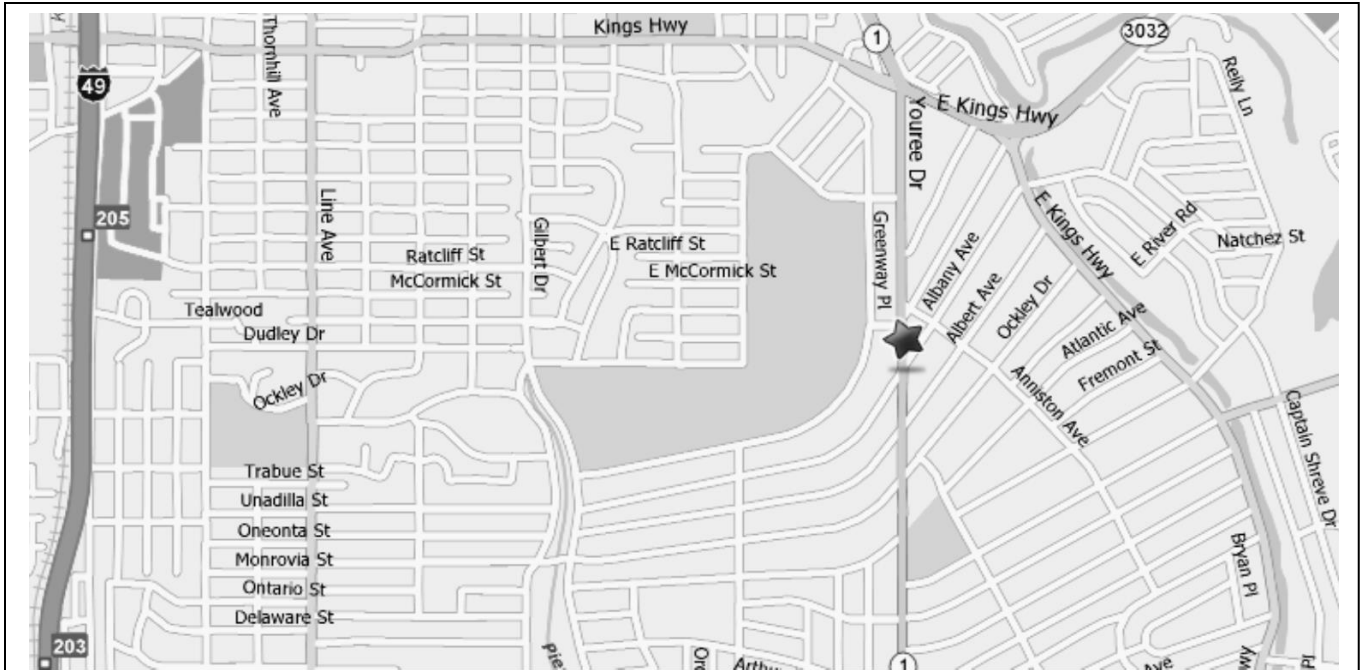 Kings Hwy
1
3032
49
Thornhill Ave
Reily Ln
E Kings Hwy
Youree Dr
205
Line Ave
Gilbert Dr
Greenway Pl
E Kings Hwy
E River Rd
Natchez St
E Ratcliff St
Ratcliff St
E McCormick St
McCormick St
Albany Ave
Albert Ave
Ockley Dr
Tealwood
Dudley Dr
Atlantic Ave
Fremont St
Ockley Dr
Anniston Ave
Captain Shreve Dr
Trabue St
Unadilla St
Oneonta St
Monrovia St
Ontario St
Delaware St
Bryan Pl
203
1
Ave